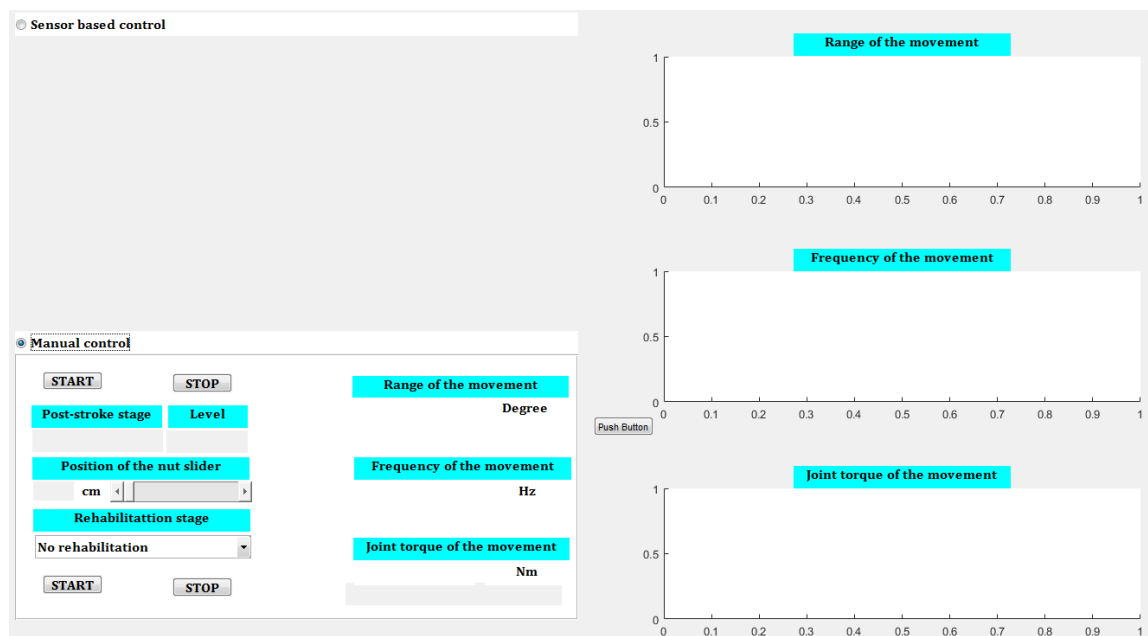 Sensor based control
Manual control
START
STOP
Post-stroke stage
Level
Position of the nut slider
cm
Rehabilitattion stage
No rehabilitation
START
STOP
Range of the movement
Degree
Frequency of the movement
Hz
Joint torque of the movement
Nm
Push Button
Range of the movement
1
0.5
0
0 0.1 0.2 0.3 0.4 0.5 0.6 0.7 0.8 0.9 1
Frequency of the movement
1
0.5
0
0 0.1 0.2 0.3 0.4 0.5 0.6 0.7 0.8 0.9 1
Joint torque of the movement
1
0.5
0
0 0.1 0.2 0.3 0.4 0.5 0.6 0.7 0.8 0.9 1